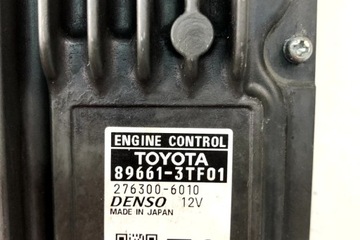 ENGINE CONTROL
TOYOTA
89661-3TF01
276300-6010
DENSO 12V
MADE IN JAPAN